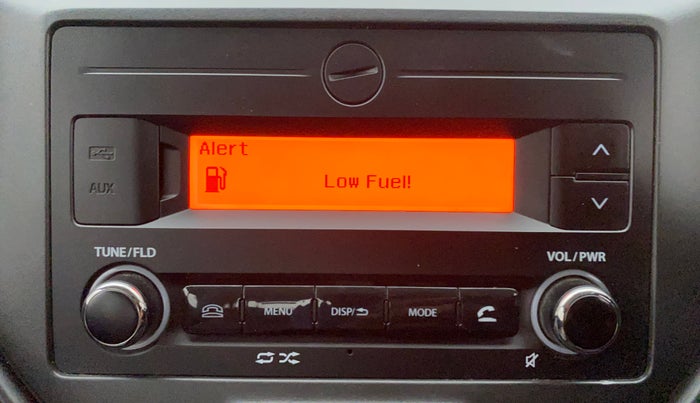 Alert
Low Fuel!
AUX
TUNE/FLD
VOL/PWR
MENU
DISP/
MODE